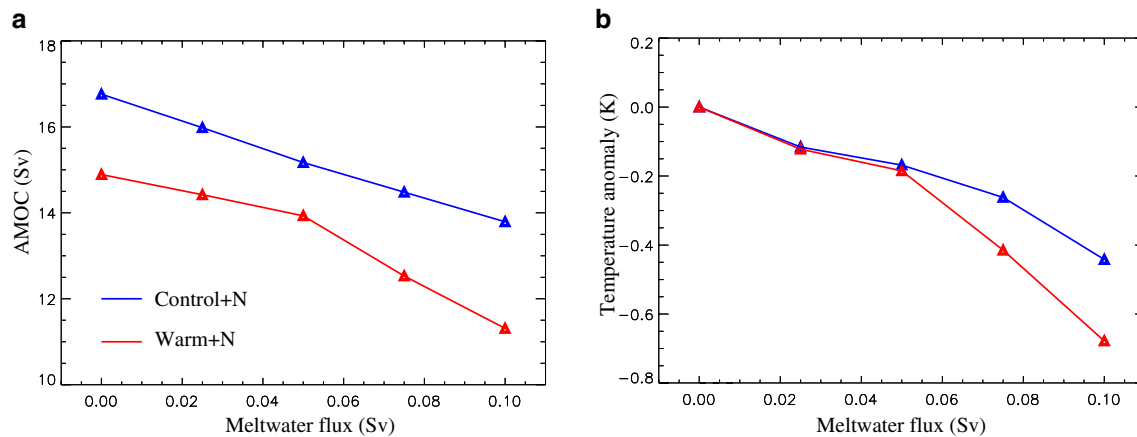 a
18
16
14
12
10
AMOC (Sv)
Control+N
Warm+N
0.00 0.02 0.04 0.06 0.08 0.10
Meltwater flux (Sv)
b
0.2
0.0
−0.2
−0.4
−0.6
−0.8
Temperature anomaly (K)
0.00 0.02 0.04 0.06 0.08 0.10
Meltwater flux (Sv)